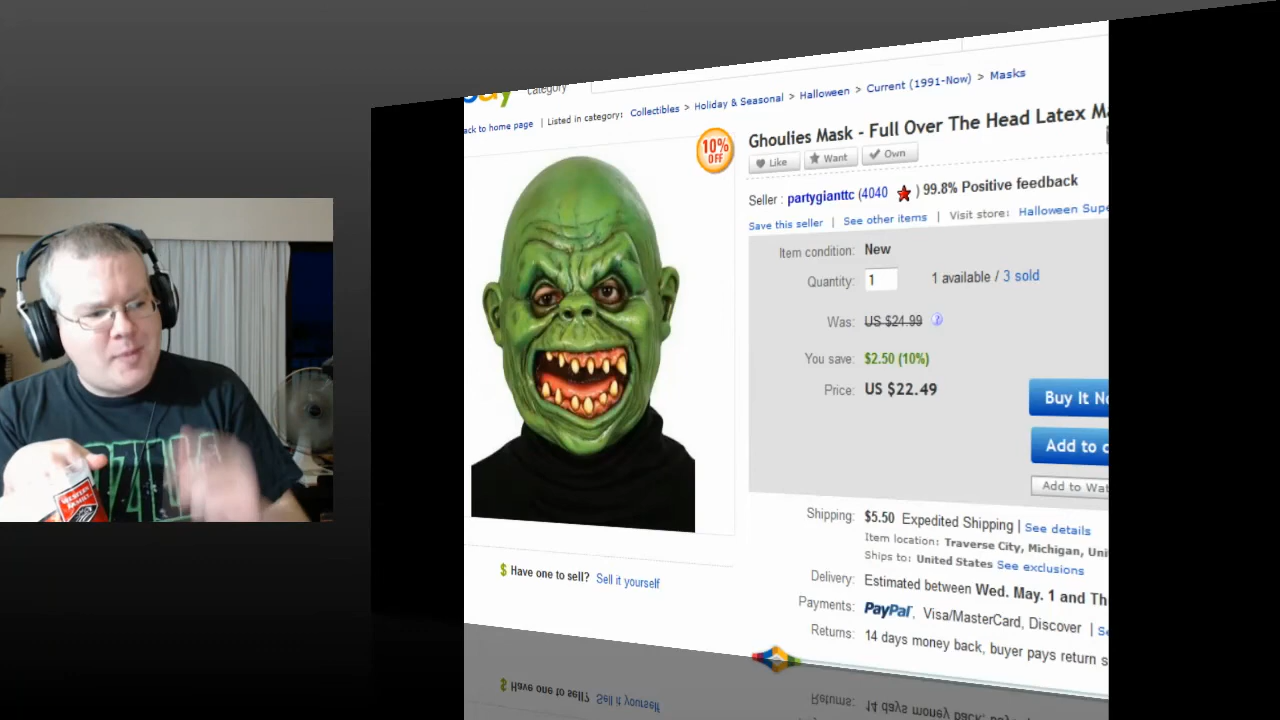 category
Listed in category: Collectibles > Holiday & Seasonal > Halloween > Current (1991-Now) > Masks
ack to home page
10%
OFF
Ghoulies Mask - Full Over The Head Latex Ma
Like
Want
Own
Seller : partygianttc (4040 ) 99.8% Positive feedback
Save this seller | See other items | Visit store: Halloween Supe
Item condition: New
Quantity: 1
1 available / 3 sold
Was: US $24.99
You save: $2.50 (10%)
Price: US $22.49
Buy It No
Add to c
Add to Wat
Shipping: $5.50 Expedited Shipping | See details
Item location: Traverse City, Michigan, Uni
Ships to: United States See exclusions
Delivery: Estimated between Wed. May. 1 and Th
Payments: PayPal, Visa/MasterCard, Discover | Se
Returns: 14 days money back, buyer pays return s
$ Have one to sell? Sell it yourself
WESTERN
FAMILY